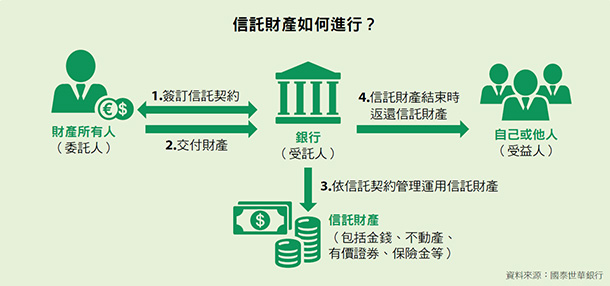 信託財產如何進行？
1.簽訂信託契約
2.交付財產
財產所有人
（委託人）
銀行
（受託人）
4.信託財產結束時
返還信託財產
自己或他人
（受益人）
3.依信託契約管理運用信託財產
信託財產
（包括金錢、不動產、
有價證券、保險金等）
資料來源：國泰世華銀行